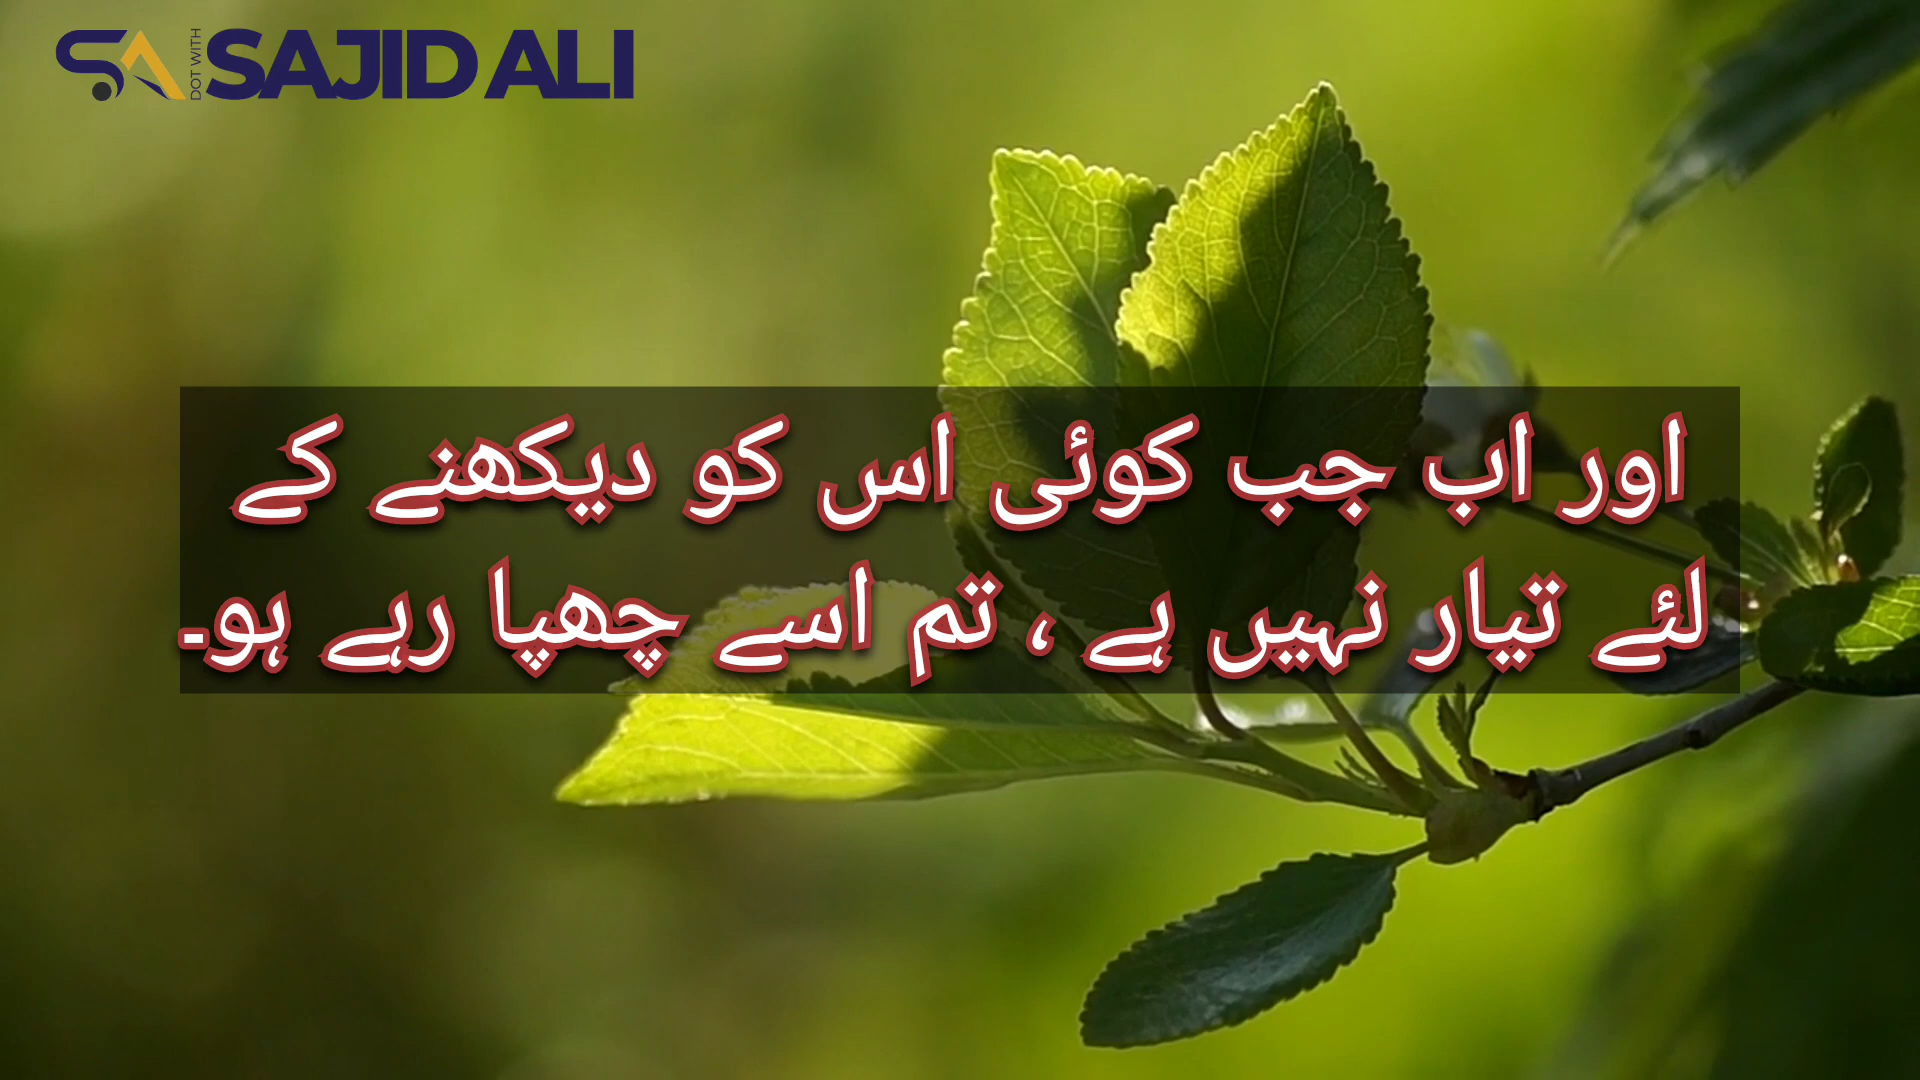 DOT WITH
SAJID ALI
اور اب جب کوئی اس کو دیکھنے کے
لئے تیار نہیں ہے ، تم اسے چھپا رہے ہو۔